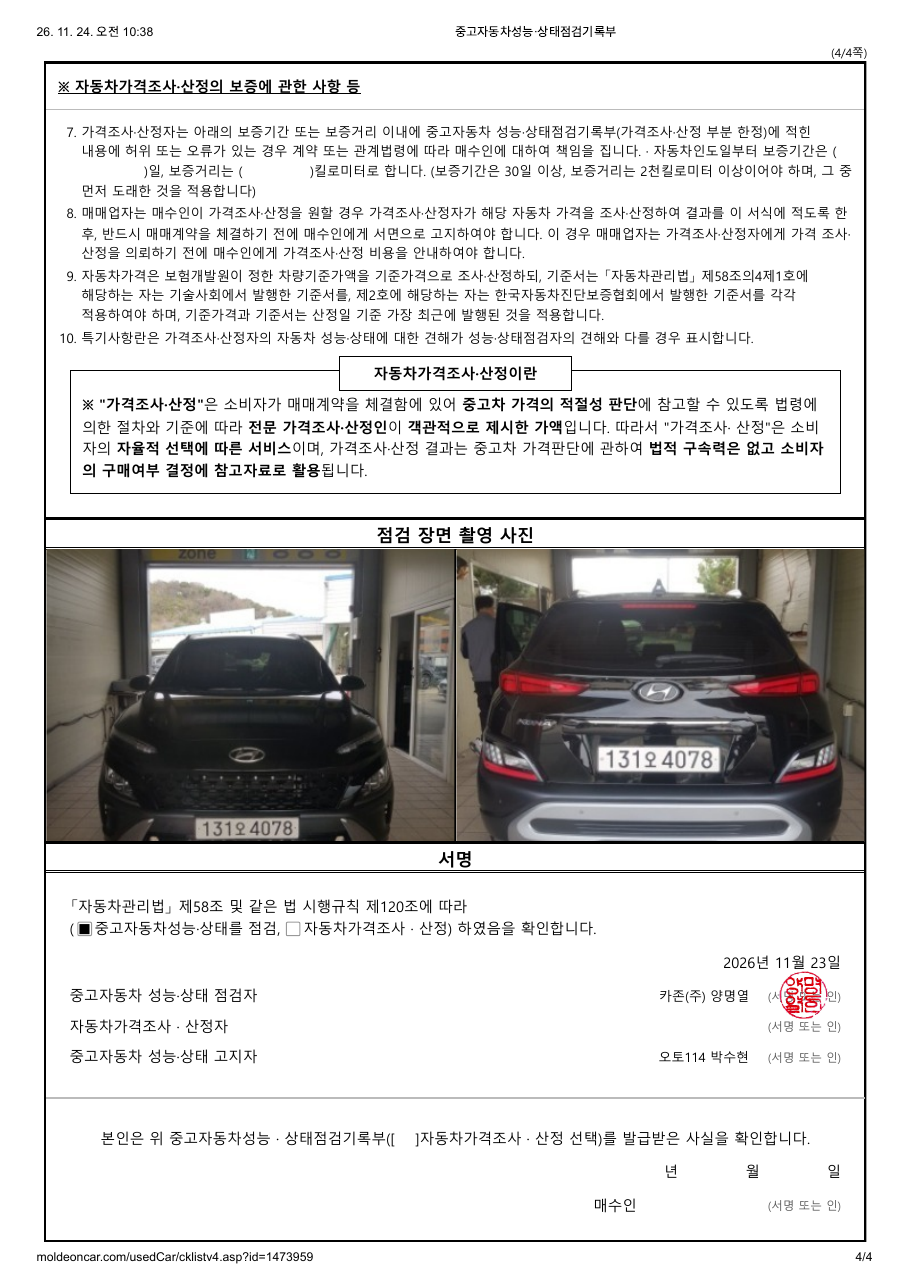 26. 11. 24. 오전 10:38
중고자동차성능·상태점검기록부
(4/4쪽)
※ 자동차가격조사·산정의 보증에 관한 사항 등
7. 가격조사·산정자는 아래의 보증기간 또는 보증거리 이내에 중고자동차 성능·상태점검기록부(가격조사·산정 부분 한정)에 적힌
내용에 허위 또는 오류가 있는 경우 계약 또는 관계법령에 따라 매수인에 대하여 책임을 집니다. · 자동차인도일부터 보증기간은 (
)일, 보증거리는 ( )킬로미터로 합니다. (보증기간은 30일 이상, 보증거리는 2천킬로미터 이상이어야 하며, 그 중
먼저 도래한 것을 적용합니다)
8. 매매업자는 매수인이 가격조사·산정을 원할 경우 가격조사·산정자가 해당 자동차 가격을 조사·산정하여 결과를 이 서식에 적도록 한
후, 반드시 매매계약을 체결하기 전에 매수인에게 서면으로 고지하여야 합니다. 이 경우 매매업자는 가격조사·산정자에게 가격 조사·
산정을 의뢰하기 전에 매수인에게 가격조사·산정 비용을 안내하여야 합니다.
9. 자동차가격은 보험개발원이 정한 차량기준가액을 기준가격으로 조사·산정하되, 기준서는 「자동차관리법」 제58조의4제1호에
해당하는 자는 기술사회에서 발행한 기준서를, 제2호에 해당하는 자는 한국자동차진단보증협회에서 발행한 기준서를 각각
적용하여야 하며, 기준가격과 기준서는 산정일 기준 가장 최근에 발행된 것을 적용합니다.
10. 특기사항란은 가격조사·산정자의 자동차 성능·상태에 대한 견해가 성능·상태점검자의 견해와 다를 경우 표시합니다.
자동차가격조사·산정이란
※ "가격조사·산정"은 소비자가 매매계약을 체결함에 있어 중고차 가격의 적절성 판단에 참고할 수 있도록 법령에
의한 절차와 기준에 따라 전문 가격조사·산정인이 객관적으로 제시한 가액입니다. 따라서 "가격조사· 산정"은 소비
자의 자율적 선택에 따른 서비스이며, 가격조사·산정 결과는 중고차 가격판단에 관하여 법적 구속력은 없고 소비자
의 구매여부 결정에 참고자료로 활용됩니다.
점검 장면 촬영 사진
zone
131오 4078
KONA
131오 4078
서명
「자동차관리법」 제58조 및 같은 법 시행규칙 제120조에 따라
( ■ 중고자동차성능·상태를 점검, □ 자동차가격조사 · 산정) 하였음을 확인합니다.
2026년 11월 23일
중고자동차 성능·상태 점검자 카존(주) 양명열 (서명 또는 인)
자동차가격조사 · 산정자 (서명 또는 인)
중고자동차 성능·상태 고지자 오토114 박수현 (서명 또는 인)
본인은 위 중고자동차성능 · 상태점검기록부([ ]자동차가격조사 · 산정 선택)를 발급받은 사실을 확인합니다.
년 월 일
매수인 (서명 또는 인)
moldeoncar.com/usedCar/cklistv4.asp?id=1473959
4/4